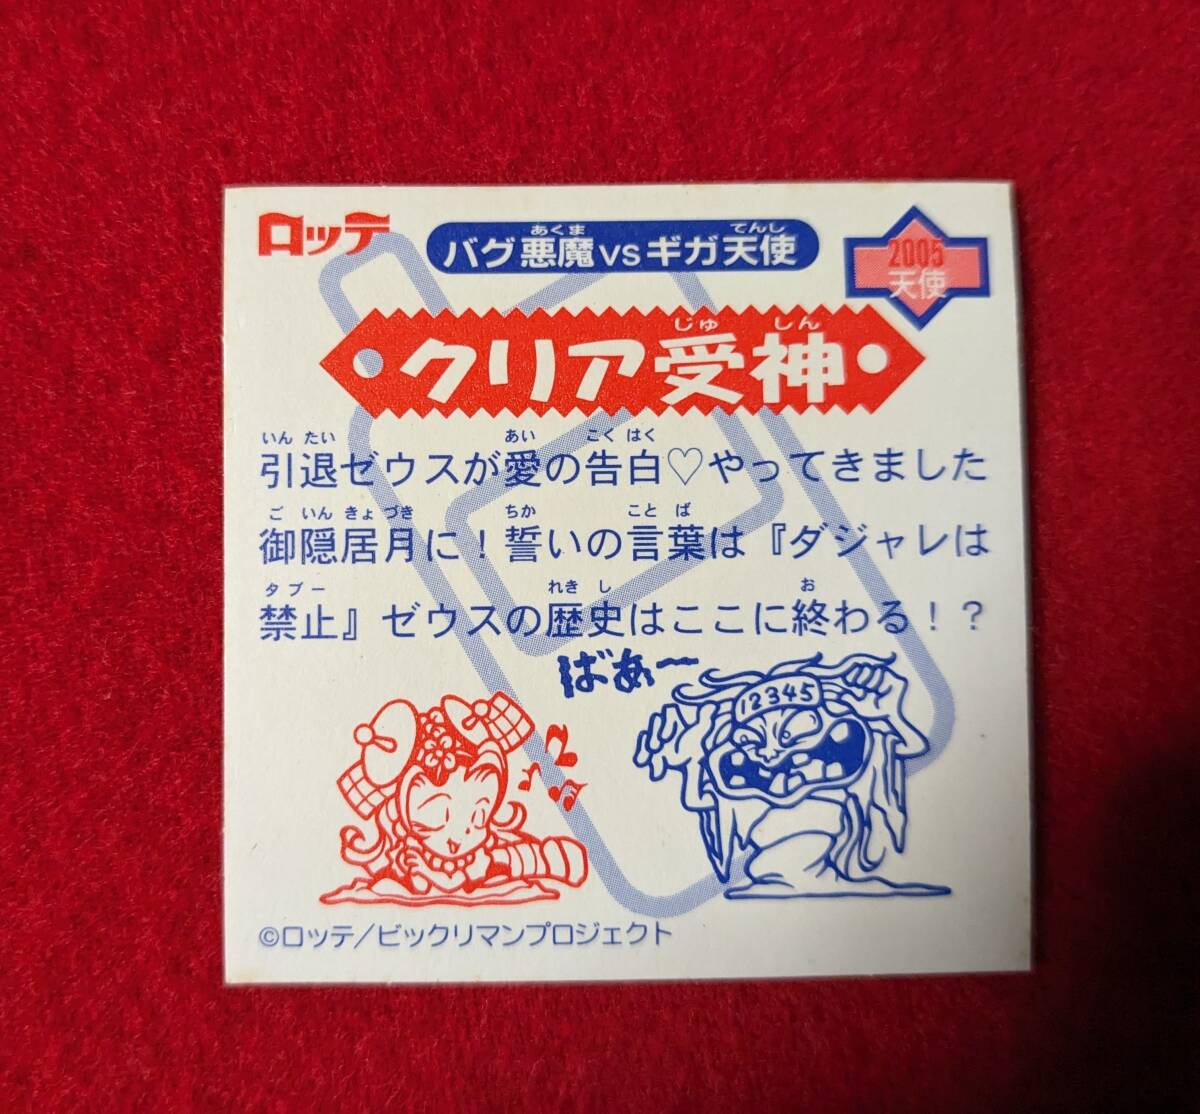 ロッテ
あくま てんし
バグ悪魔vsギガ天使
2005
天使
じゅ しん
クリア受神
いん たい あい こく はく
引退ゼウスが愛の告白♡やってきました
ご いん きょ づき ちか こと ば
御隠居月に！誓いの言葉は『ダジャレは
タブー れき し お
禁止』ゼウスの歴史はここに終わる！？
ばあ〜
12345
©ロッテ/ビックリマンプロジェクト